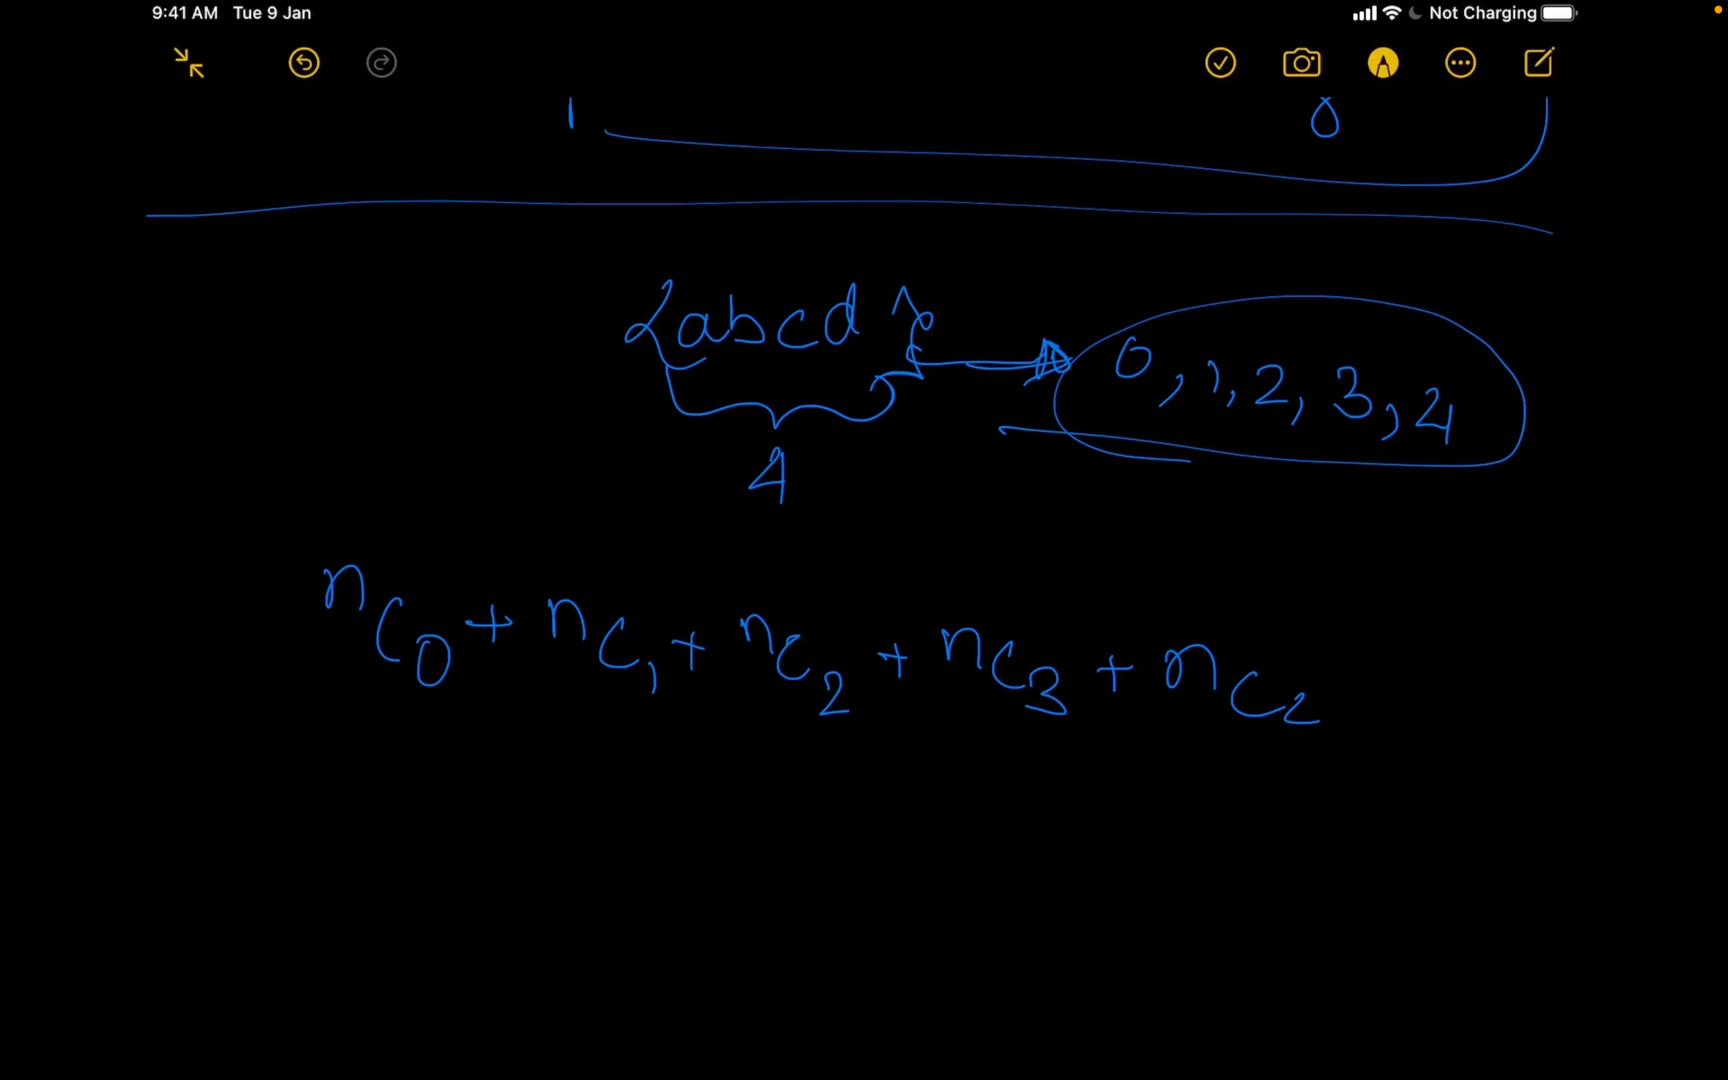 9:41 AM Tue 9 Jan Not Charging
1 0
{abcd} → 0, 1, 2, 3, 4
4
nC0 + nC1 + nC2 + nC3 + nC2